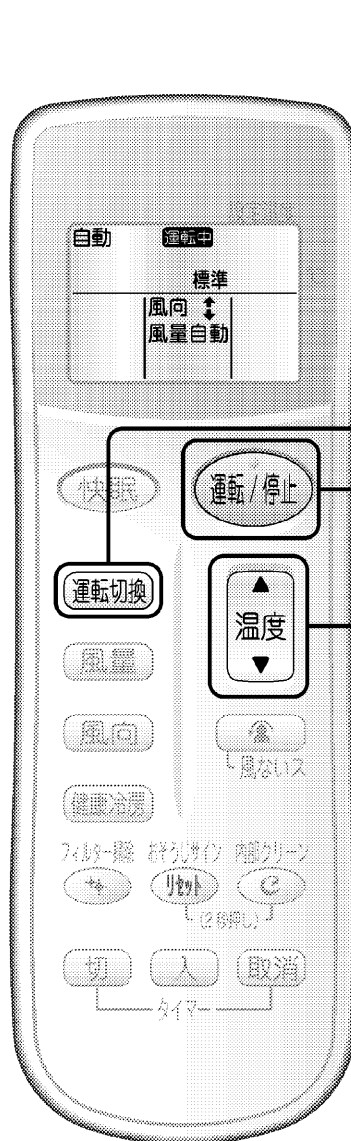 自動 運転中
標準
風向
風量自動
快眠
運転/停止
運転切換
温度
風量
風向
風ないス
健康冷房
フィルター掃除 おそうじサイン 内部クリーン
リセット
(2秒押し)
切 入 取消
タイマー